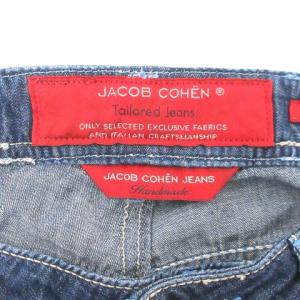 JACOB COHËN ®
Tailored Jeans
ONLY SELECTED EXCLUSIVE FABRICS
AND ITALIAN CRAFTSMANSHIP
JACOB COHËN JEANS
Handmade